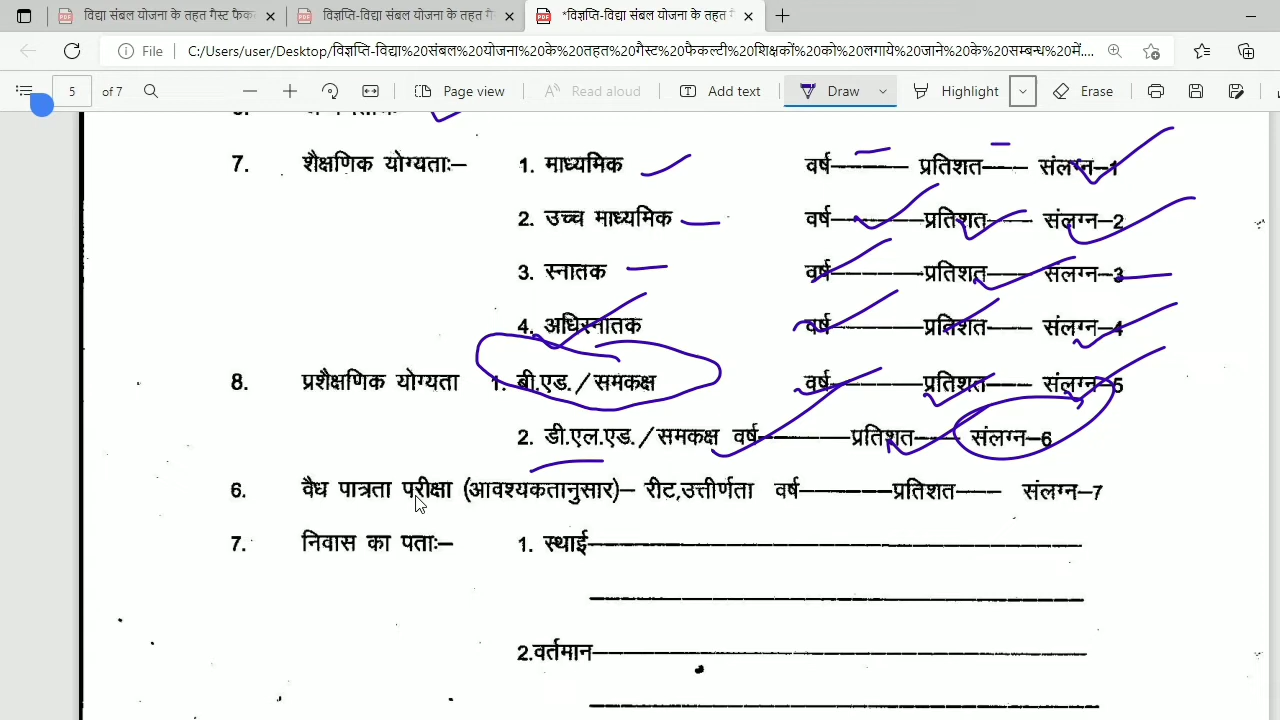 विद्या संबल योजना के तहत गैस्ट फैक
विज्ञप्ति-विद्या संबल योजना के तहत गै
*विज्ञप्ति-विद्या संबल योजना के तहत
File C:/Users/user/Desktop/विज्ञप्ति-विद्या%20संबल%20योजना%20के%20तहत%20गैस्ट%20फैकल्टी%20शिक्षकों%20को%20लगाये%20जाने%20के%20सम्बन्ध%20में....
5 of 7 Page view Read aloud Add text Draw Highlight Erase
7. शैक्षणिक योग्यताः– 1. माध्यमिक वर्ष——— प्रतिशत—— संलग्न–1
2. उच्च माध्यमिक वर्ष——— प्रतिशत—— संलग्न–2
3. स्नातक वर्ष——— प्रतिशत—— संलग्न–3
4. अधिस्नातक वर्ष——— प्रतिशत—— संलग्न–4
8. प्रशैक्षणिक योग्यता 1. बी.एड./समकक्ष वर्ष——— प्रतिशत—— संलग्न–5
2. डी.एल.एड./समकक्ष वर्ष——— प्रतिशत—— संलग्न–6
6. वैध पात्रता परीक्षा (आवश्यकतानुसार)– रीट,उत्तीर्णता वर्ष——— प्रतिशत—— संलग्न–7
7. निवास का पताः– 1. स्थाई———————————
2.वर्तमान———————————